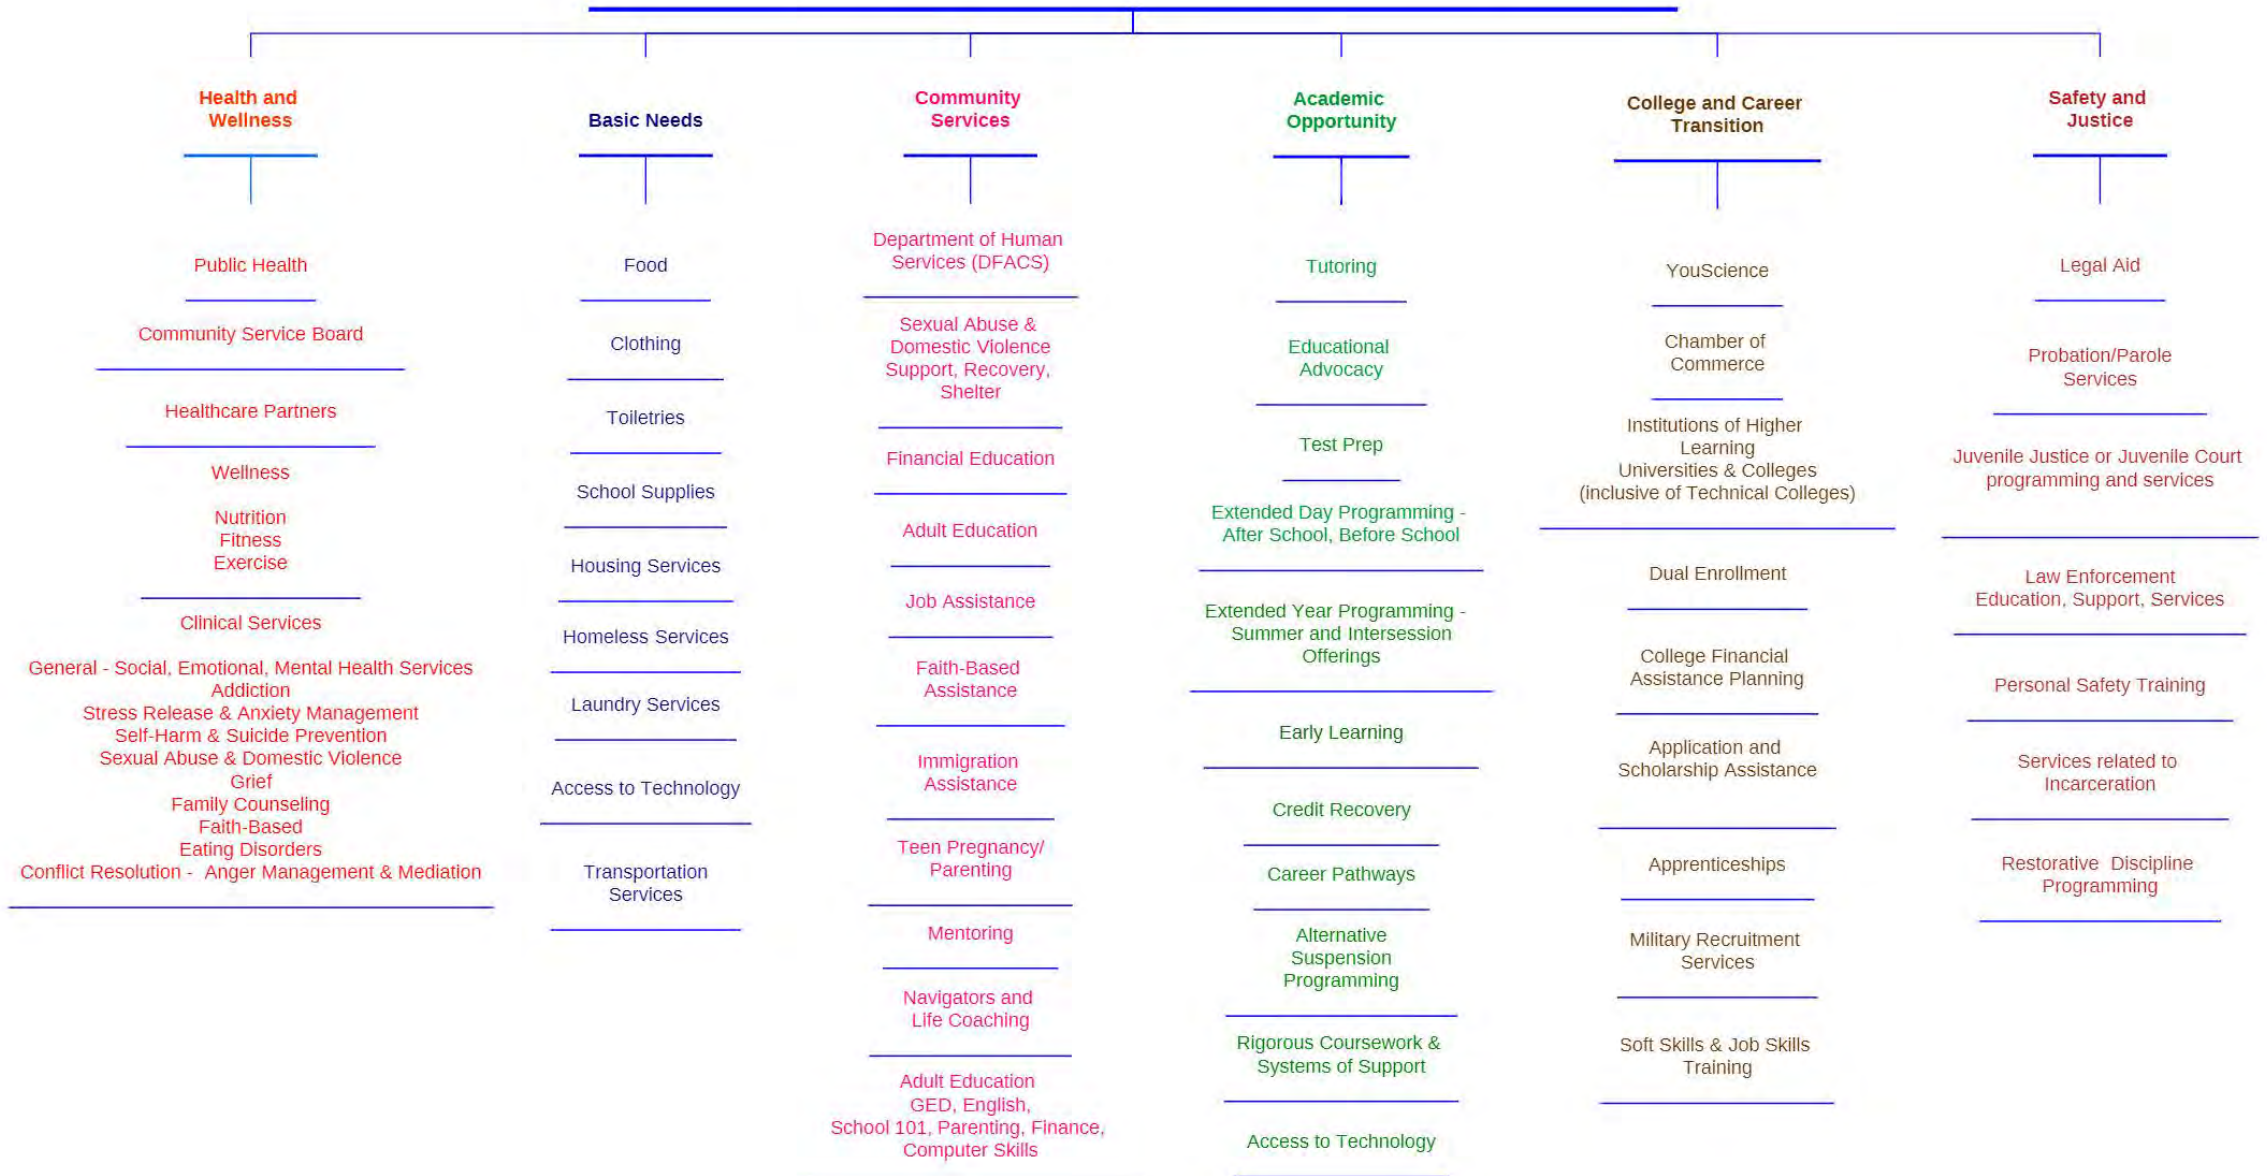 Health and
Wellness
Public Health
Community Service Board
Healthcare Partners
Wellness
Nutrition
Fitness
Exercise
Clinical Services
General - Social, Emotional, Mental Health Services
Addiction
Stress Release & Anxiety Management
Self-Harm & Suicide Prevention
Sexual Abuse & Domestic Violence
Grief
Family Counseling
Faith-Based
Eating Disorders
Conflict Resolution - Anger Management & Mediation
Basic Needs
Food
Clothing
Toiletries
School Supplies
Housing Services
Homeless Services
Laundry Services
Access to Technology
Transportation
Services
Community
Services
Department of Human
Services (DFACS)
Sexual Abuse &
Domestic Violence
Support, Recovery,
Shelter
Financial Education
Adult Education
Job Assistance
Faith-Based
Assistance
Immigration
Assistance
Teen Pregnancy/
Parenting
Mentoring
Navigators and
Life Coaching
Adult Education
GED, English,
School 101, Parenting, Finance,
Computer Skills
Academic
Opportunity
Tutoring
Educational
Advocacy
Test Prep
Extended Day Programming -
After School, Before School
Extended Year Programming -
Summer and Intersession
Offerings
Early Learning
Credit Recovery
Career Pathways
Alternative
Suspension
Programming
Rigorous Coursework &
Systems of Support
Access to Technology
College and Career
Transition
YouScience
Chamber of
Commerce
Institutions of Higher
Learning
Universities & Colleges
(inclusive of Technical Colleges)
Dual Enrollment
College Financial
Assistance Planning
Application and
Scholarship Assistance
Apprenticeships
Military Recruitment
Services
Soft Skills & Job Skills
Training
Safety and
Justice
Legal Aid
Probation/Parole
Services
Juvenile Justice or Juvenile Court
programming and services
Law Enforcement
Education, Support, Services
Personal Safety Training
Services related to
Incarceration
Restorative Discipline
Programming